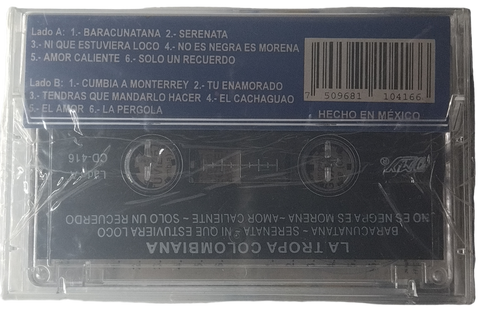 Lado A: 1.- BARACUNATANA 2.- SERENATA
3.- NI QUE ESTUVIERA LOCO 4.- NO ES NEGRA ES MORENA
5.- AMOR CALIENTE 6.- SOLO UN RECUERDO
Lado B: 1.- CUMBIA A MONTERREY 2.- TU ENAMORADO
3.- TENDRAS QUE MANDARLO HACER 4.- EL CACHAGUAO
5.- EL AMOR 6.- LA PERGOLA
7 509681 104166
HECHO EN MÉXICO
LA TROPA COLOMBIANA
BARACUNATANA - SERENATA - NI QUE ESTUVIERA LOCO
NO ES NEGRA ES MORENA - AMOR CALIENTE - SOLO UN RECUERDO
CD-416